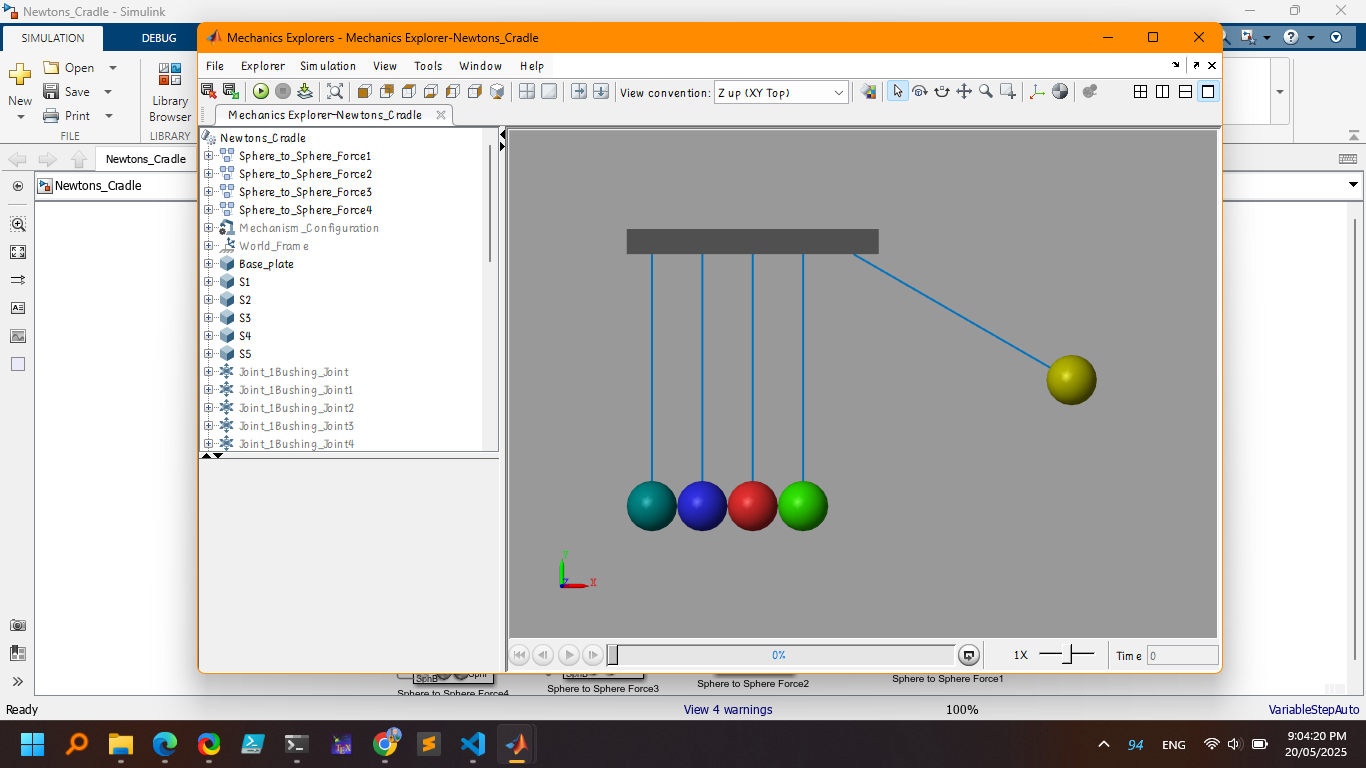 Newtons_Cradle - Simulink
SIMULATION
DEBUG
Mechanics Explorers - Mechanics Explorer-Newtons_Cradle
File Explorer Simulation View Tools Window Help
New
Open
Save
Print
FILE
Library
Browser
LIBRARY
View convention: Z up (XY Top)
Mechanics Explorer-Newtons_Cradle
Newtons_Cradle
Newtons_Cradle
Newtons_Cradle
Sphere_to_Sphere_Force1
Sphere_to_Sphere_Force2
Sphere_to_Sphere_Force3
Sphere_to_Sphere_Force4
Mechanism_Configuration
World_Frame
Base_plate
S1
S2
S3
S4
S5
Joint_1Bushing_Joint
Joint_1Bushing_Joint1
Joint_1Bushing_Joint2
Joint_1Bushing_Joint3
Joint_1Bushing_Joint4
Y
Z
X
0%
1X
Time 0
Sphere to Sphere Force4
Sphere to Sphere Force3
Sphere to Sphere Force2
Sphere to Sphere Force1
Ready
View 4 warnings
100%
VariableStepAuto
94
ENG
9:04:20 PM
20/05/2025